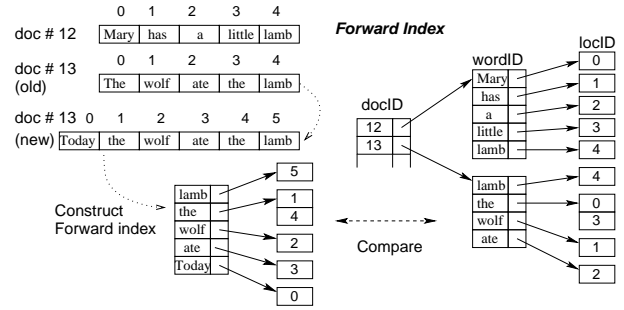 0 1 2 3 4
doc # 12 Mary has a little lamb
doc # 13 (old)
0 1 2 3 4
The wolf ate the lamb
doc # 13 (new)
0 1 2 3 4 5
Today the wolf ate the lamb
Construct
Forward index
lamb 5
the 1
4
wolf 2
ate 3
Today 0
Compare
Forward Index
docID
12
13
wordID
locID
Mary 0
has 1
a 2
little 3
lamb 4
lamb 4
the 0
3
wolf 1
ate 2